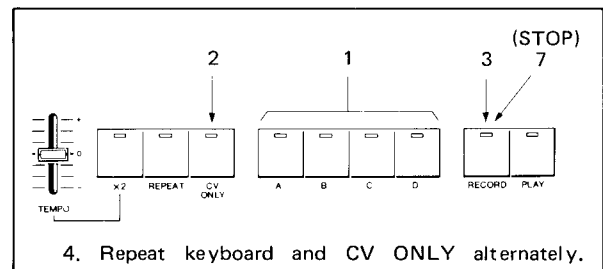 (STOP)
2 1 3 7
+
0
-
x2 REPEAT CV ONLY A B C D RECORD PLAY
TEMPO
4. Repeat keyboard and CV ONLY alternately.